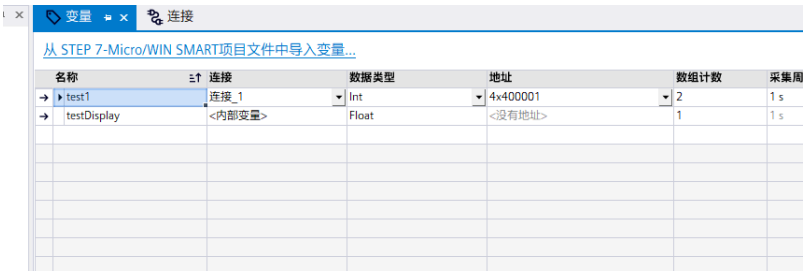 变量
连接
从 STEP 7-Micro/WIN SMART项目文件中导入变量...
名称 连接 数据类型 地址 数组计数 采集周
test1 连接_1 Int 4x400001 2 1 s
testDisplay <内部变量> Float <没有地址> 1 1 s